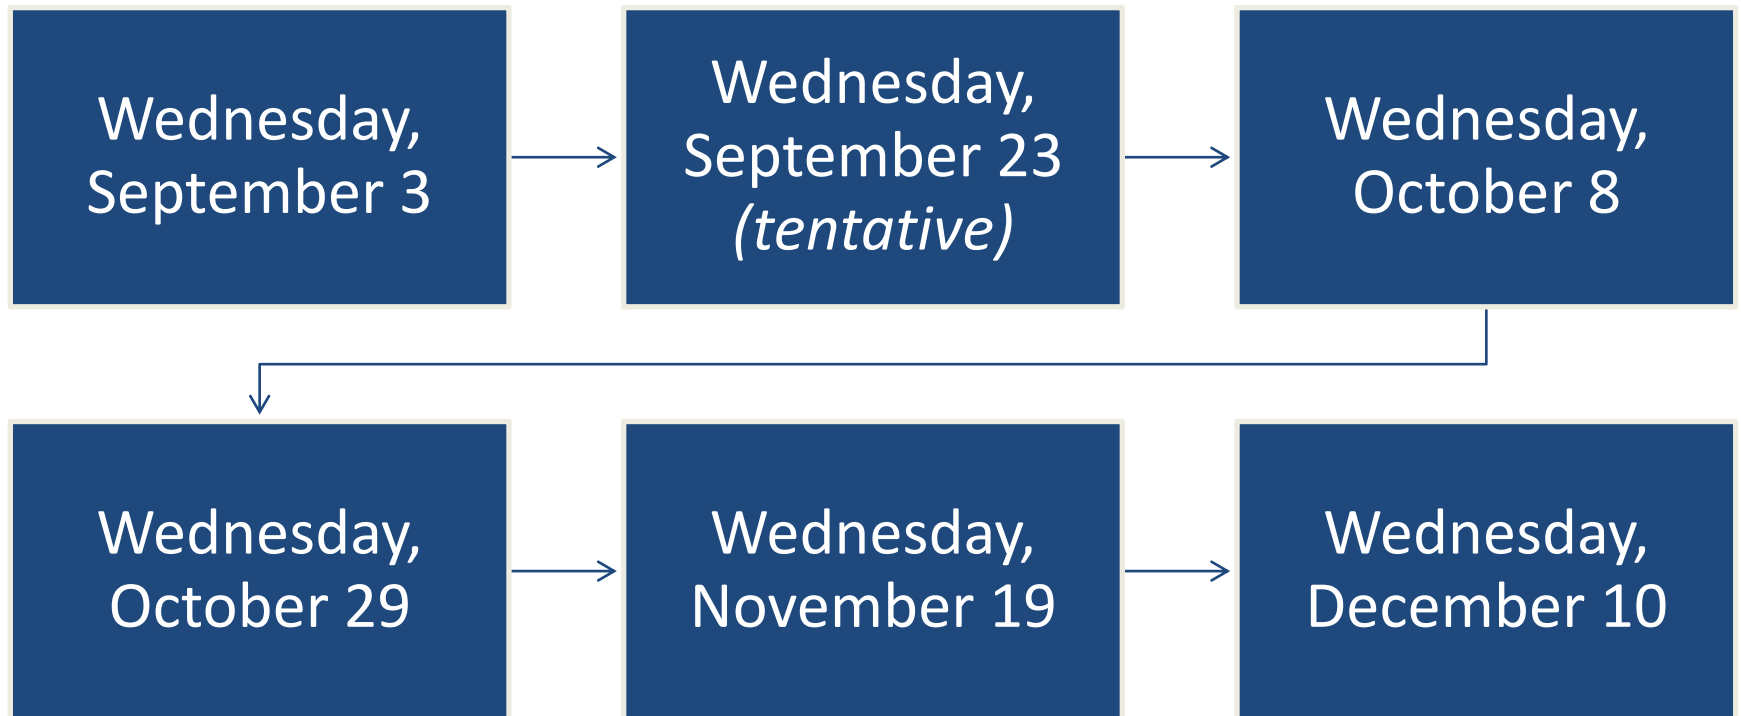 Wednesday,
September 3
Wednesday,
September 23
(tentative)
Wednesday,
October 8
Wednesday,
October 29
Wednesday,
November 19
Wednesday,
December 10